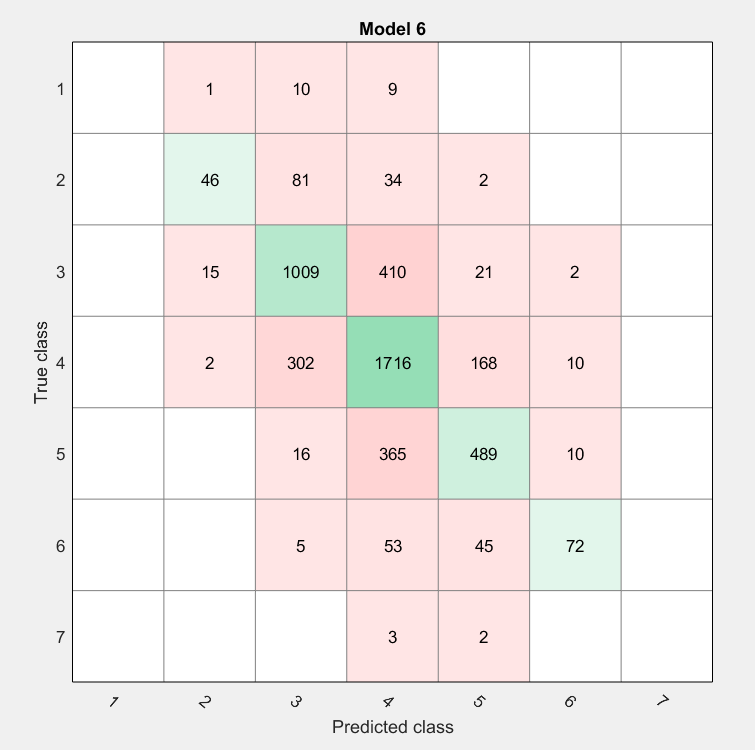 Model 6
1 1 10 9
2 46 81 34 2
3 15 1009 410 21 2
4 2 302 1716 168 10
5 16 365 489 10
6 5 53 45 72
7 3 2
1 2 3 4 5 6 7
Predicted class
True class